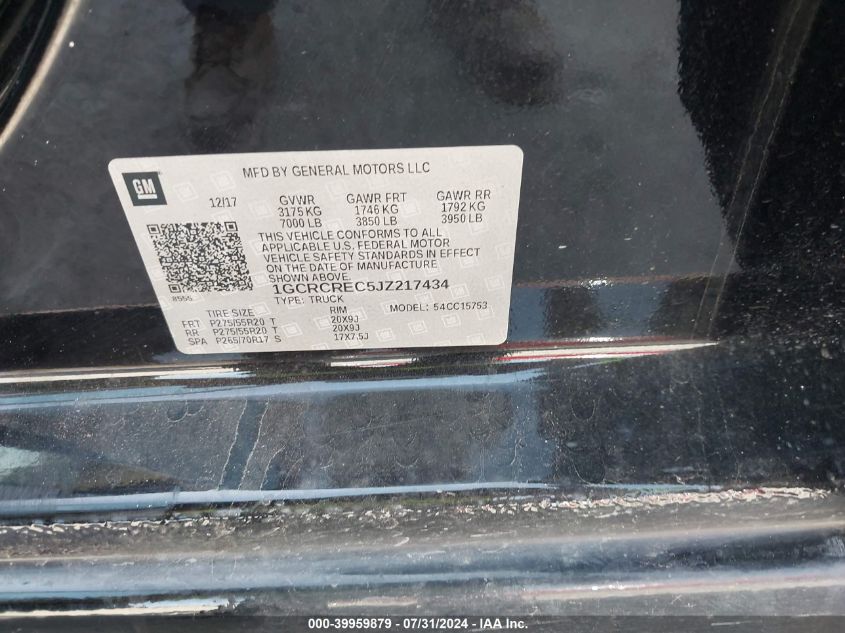 MFD BY GENERAL MOTORS LLC
GM
12/17 GVWR GAWR FRT GAWR RR
3175 KG 1746 KG 1792 KG
7000 LB 3850 LB 3950 LB
THIS VEHICLE CONFORMS TO ALL
APPLICABLE U.S. FEDERAL MOTOR
VEHICLE SAFETY STANDARDS IN EFFECT
ON THE DATE OF MANUFACTURE
SHOWN ABOVE.
8555 1GCRCREC5JZ217434
TYPE: TRUCK MODEL: 54CC15753
TIRE SIZE RIM
FRT P275/55R20 T 20X9J
RR P275/55R20 T 20X9J
SPA P265/70R17 S 17X7.5J
000-39959879 / 07/31/2024 - IAA Inc.